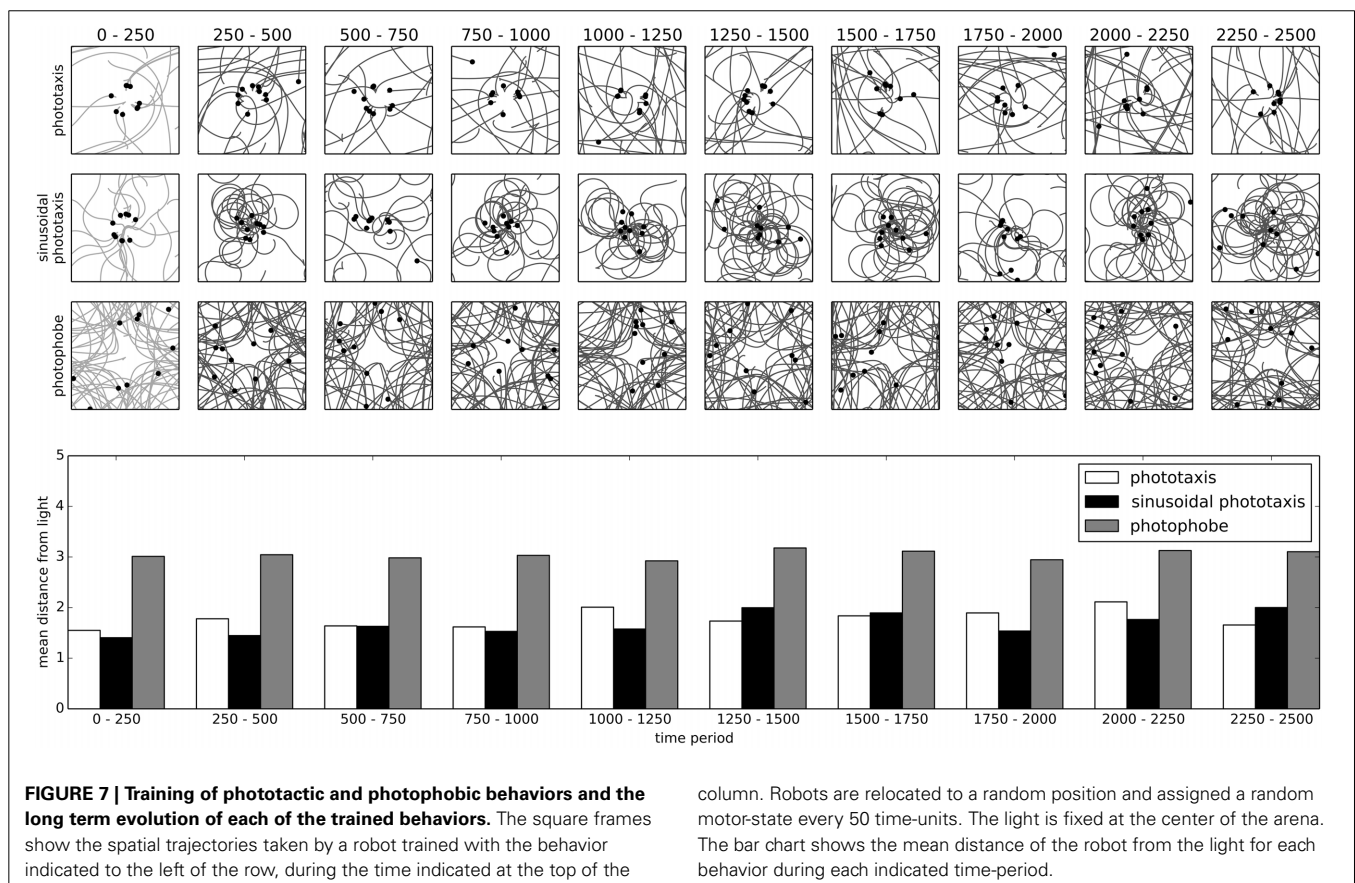 0 - 250 250 - 500 500 - 750 750 - 1000 1000 - 1250 1250 - 1500 1500 - 1750 1750 - 2000 2000 - 2250 2250 - 2500
phototaxis
sinusoidal
phototaxis
photophobe
5
4
3
2
1
0
mean distance from light
phototaxis
sinusoidal phototaxis
photophobe
0 - 250 250 - 500 500 - 750 750 - 1000 1000 - 1250 1250 - 1500 1500 - 1750 1750 - 2000 2000 - 2250 2250 - 2500
time period
FIGURE 7 | Training of phototactic and photophobic behaviors and the
long term evolution of each of the trained behaviors. The square frames
show the spatial trajectories taken by a robot trained with the behavior
indicated to the left of the row, during the time indicated at the top of the
column. Robots are relocated to a random position and assigned a random
motor-state every 50 time-units. The light is fixed at the center of the arena.
The bar chart shows the mean distance of the robot from the light for each
behavior during each indicated time-period.